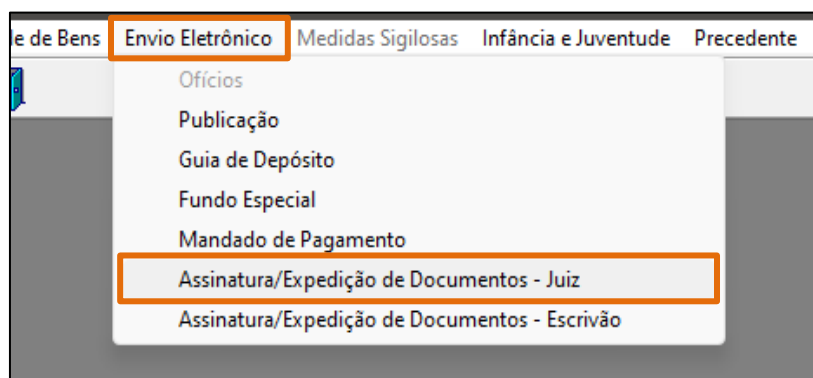 de de Bens Envio Eletrônico Medidas Sigilosas Infância e Juventude Precedente
Ofícios
Publicação
Guia de Depósito
Fundo Especial
Mandado de Pagamento
Assinatura/Expedição de Documentos - Juiz
Assinatura/Expedição de Documentos - Escrivão